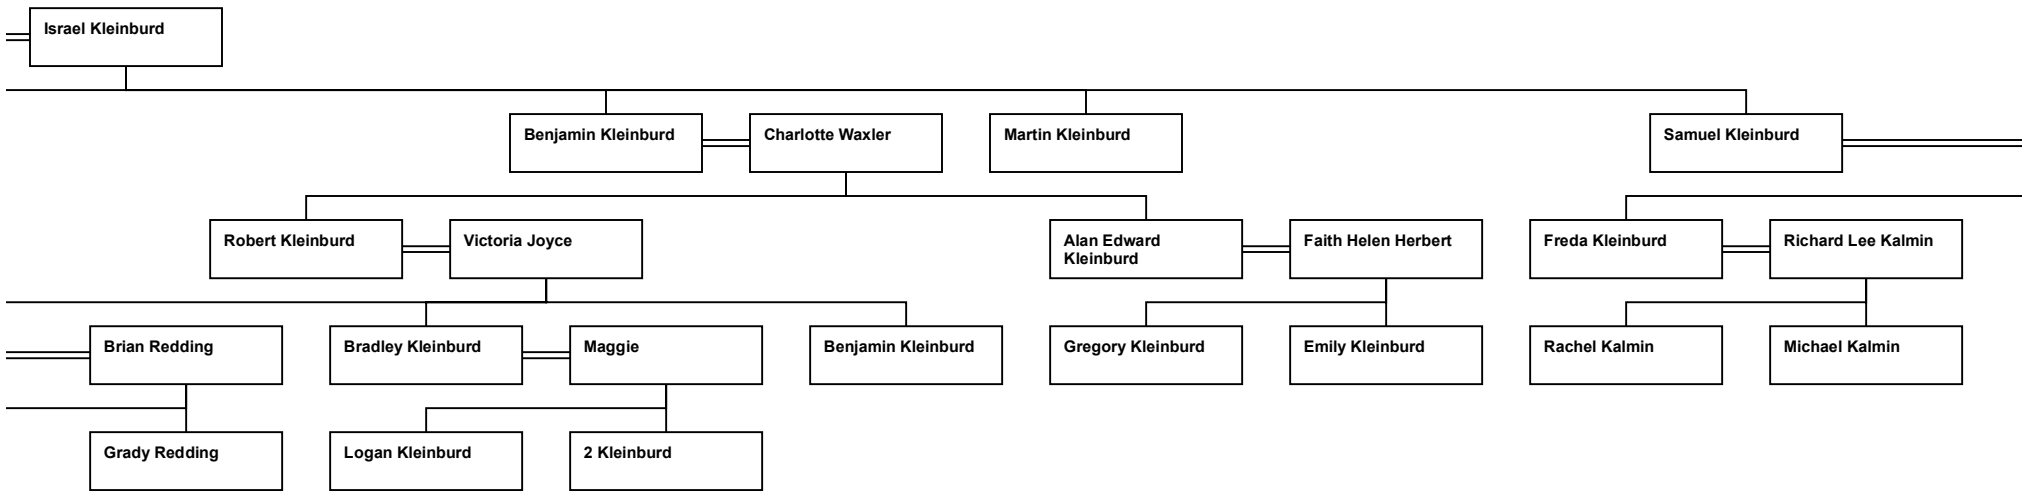 Israel Kleinburd
Benjamin Kleinburd
Charlotte Waxler
Martin Kleinburd
Samuel Kleinburd
Robert Kleinburd
Victoria Joyce
Alan Edward
Kleinburd
Faith Helen Herbert
Freda Kleinburd
Richard Lee Kalmin
Brian Redding
Bradley Kleinburd
Maggie
Benjamin Kleinburd
Gregory Kleinburd
Emily Kleinburd
Rachel Kalmin
Michael Kalmin
Grady Redding
Logan Kleinburd
2 Kleinburd